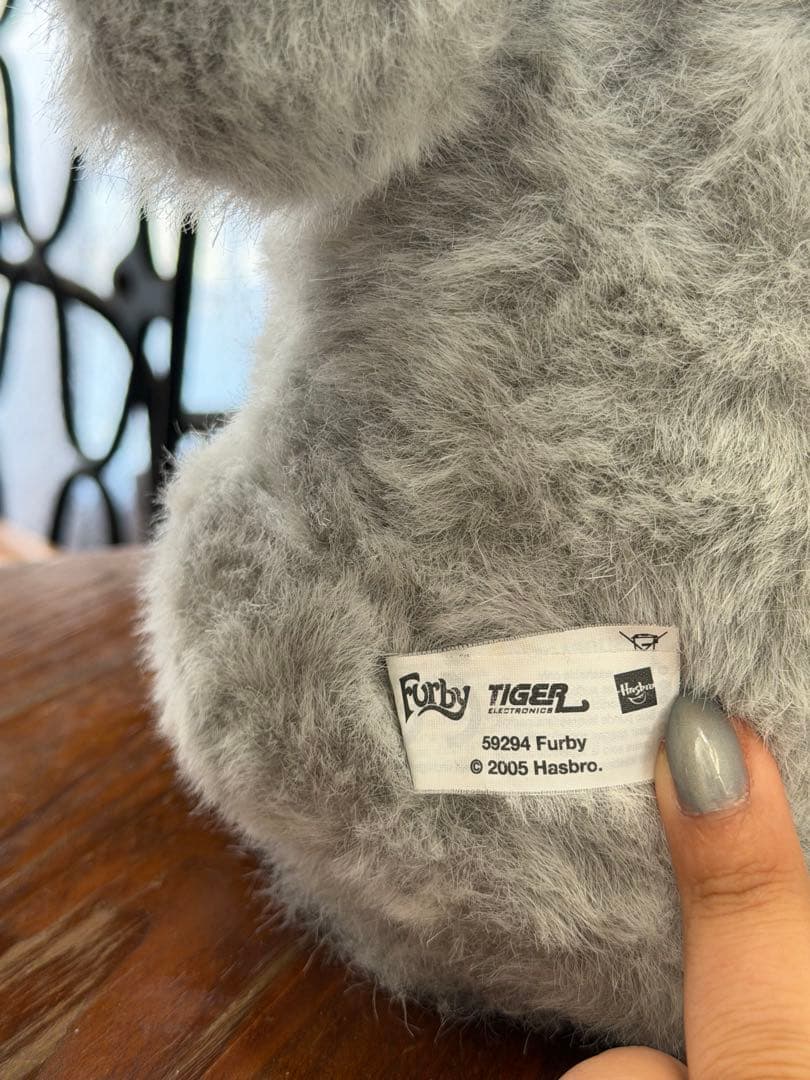 Furby TIGER Hasbro
ELECTRONICS
59294 Furby
© 2005 Hasbro.